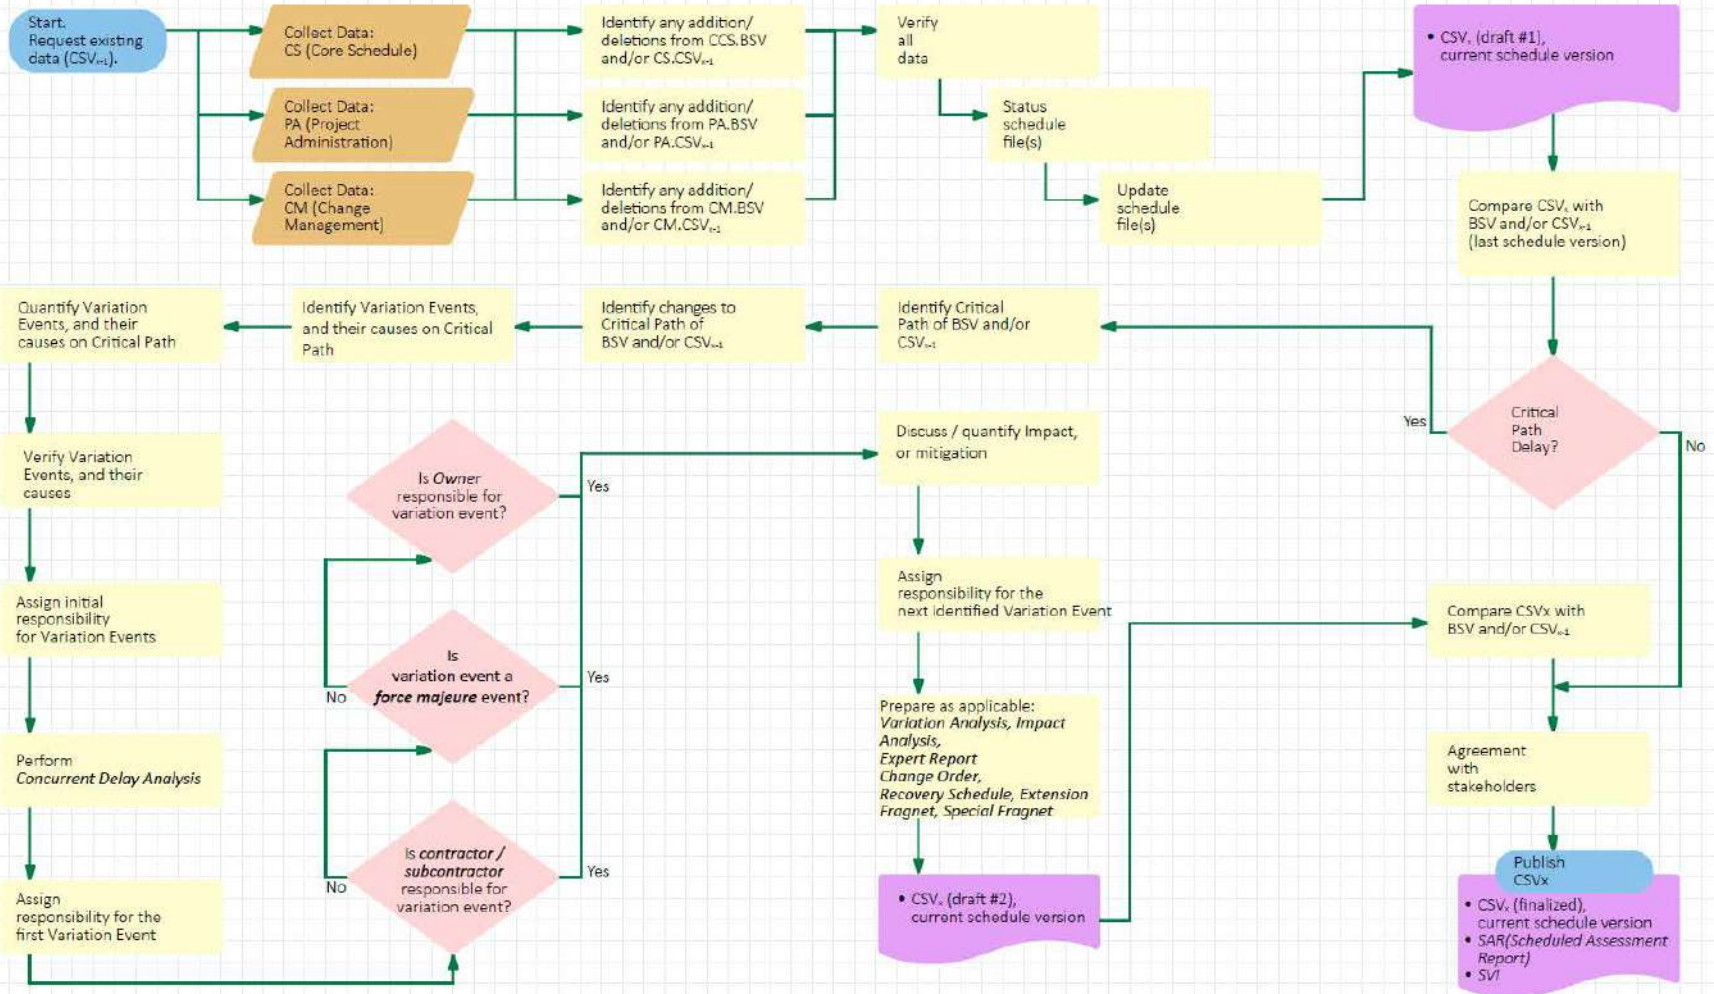 Start.
Request existing
data (CSVₓ₋₁).
Collect Data:
CS (Core Schedule)
Identify any addition/
deletions from CCS.BSV
and/or CS.CSVₓ₋₁
Verify
all
data
• CSVₓ (draft #1),
current schedule version
Collect Data:
PA (Project
Administration)
Identify any addition/
deletions from PA.BSV
and/or PA.CSVₓ₋₁
Status
schedule
file(s)
Collect Data:
CM (Change
Management)
Identify any addition/
deletions from CM.BSV
and/or CM.CSVₓ₋₁
Update
schedule
file(s)
Compare CSVₓ with
BSV and/or CSVₓ₋₁
(last schedule version)
Quantify Variation
Events, and their
causes on Critical Path
Identify Variation Events,
and their causes on Critical
Path
Identify changes to
Critical Path of
BSV and/or CSVₓ₋₁
Identify Critical
Path of BSV and/or
CSVₓ₋₁
Critical
Path
Delay?
Yes
No
Verify Variation
Events, and their
causes
Is Owner
responsible for
variation event?
Yes
Discuss / quantify Impact,
or mitigation
Assign initial
responsibility
for Variation Events
Is
variation event a
force majeure event?
No
Yes
Assign
responsibility for the
next identified Variation Event
Compare CSVx with
BSV and/or CSVₓ₋₁
Perform
Concurrent Delay Analysis
Prepare as applicable:
Variation Analysis, Impact
Analysis,
Expert Report
Change Order,
Recovery Schedule, Extension
Fragnet, Special Fragnet
Agreement
with
stakeholders
Assign
responsibility for the
first Variation Event
Is contractor /
subcontractor
responsible for
variation event?
No
Yes
• CSVₓ (draft #2),
current schedule version
Publish
CSVx
• CSVₓ (finalized),
current schedule version
• SAR(Scheduled Assessment
Report)
• SVI